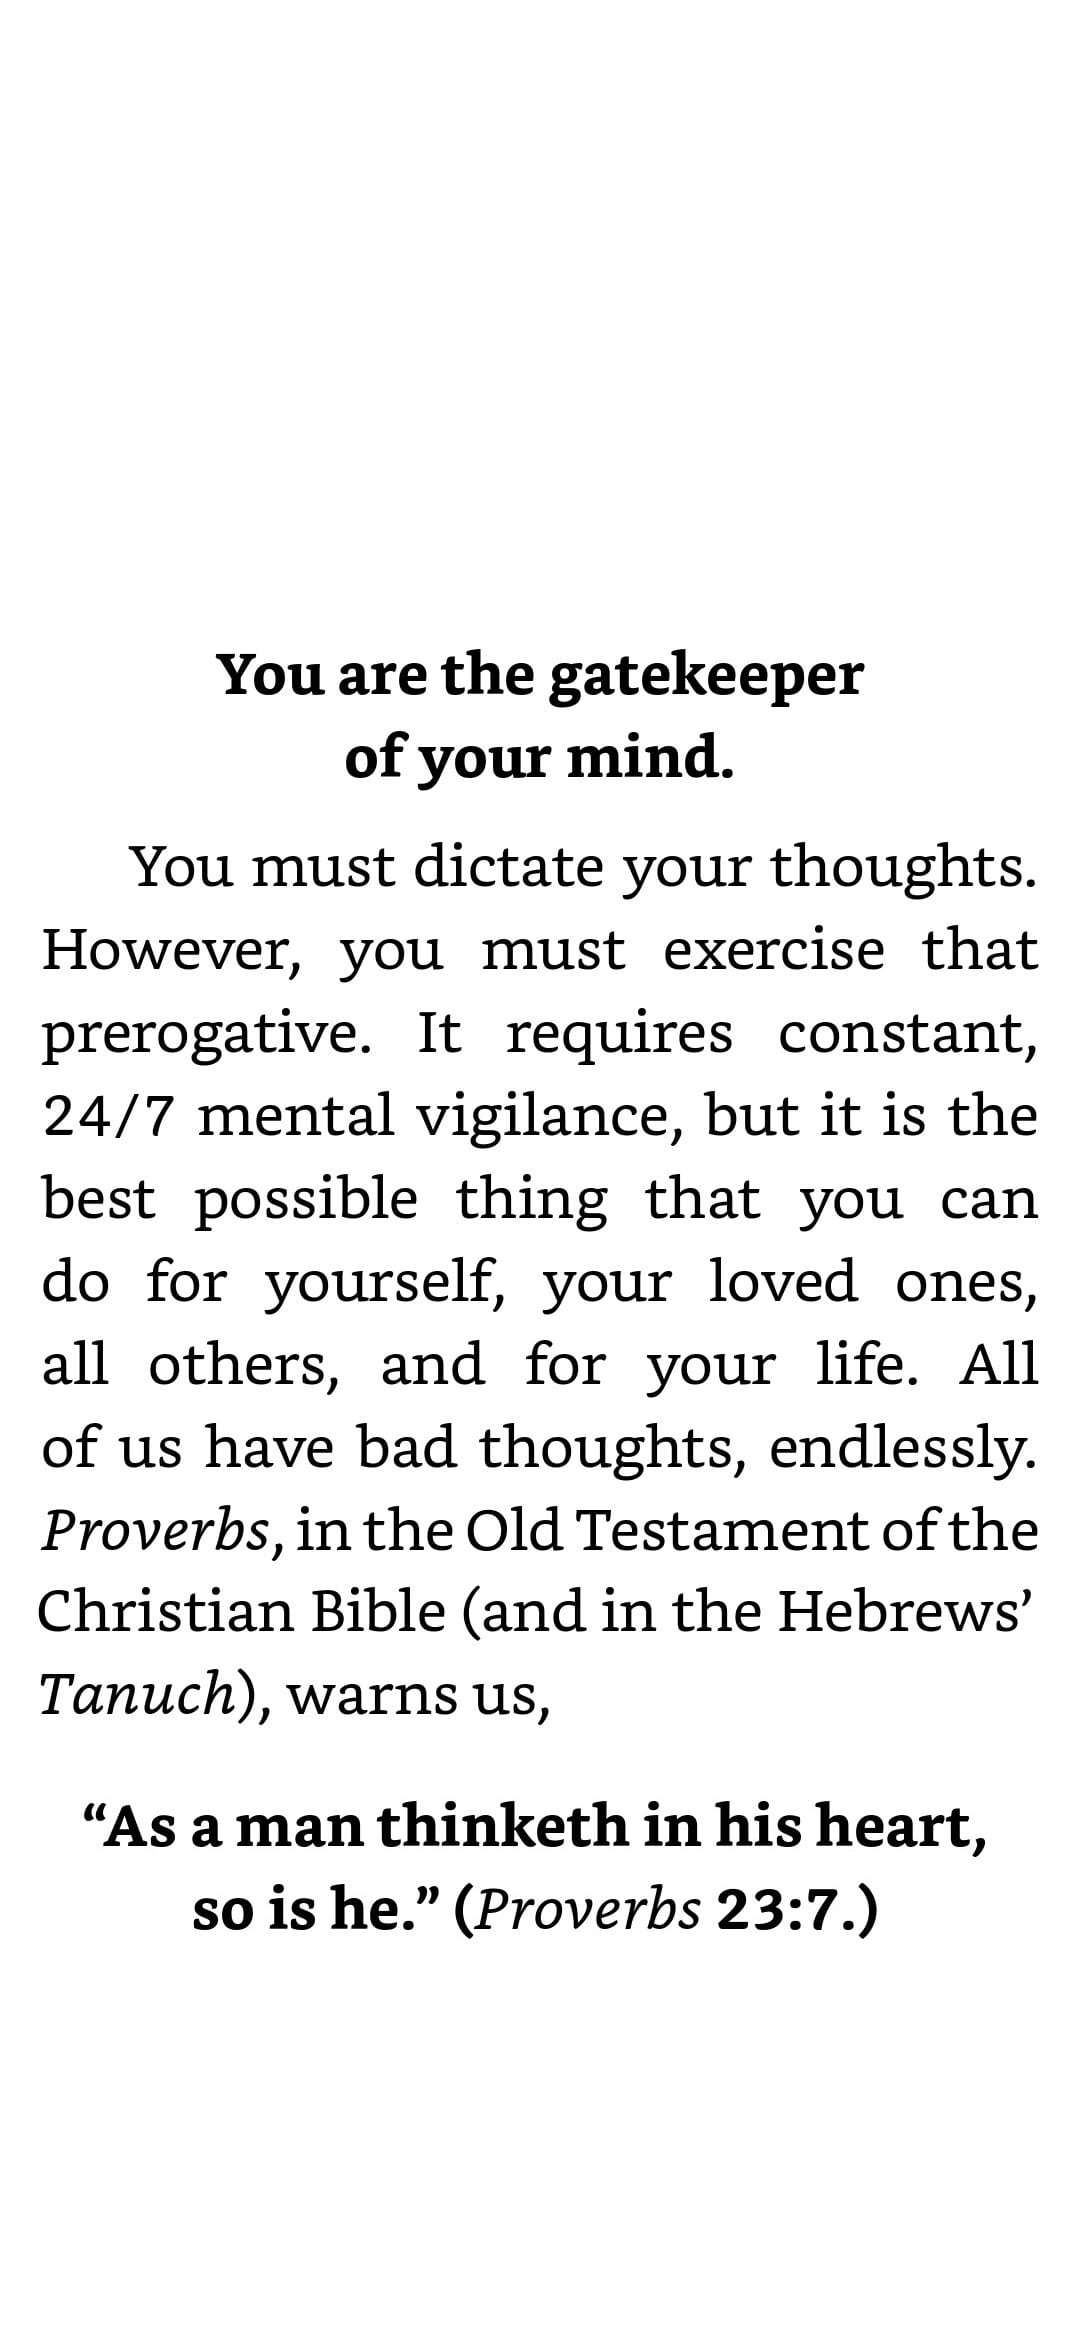 You are the gatekeeper
of your mind.
You must dictate your thoughts.
However, you must exercise that
prerogative. It requires constant,
24/7 mental vigilance, but it is the
best possible thing that you can
do for yourself, your loved ones,
all others, and for your life. All
of us have bad thoughts, endlessly.
Proverbs, in the Old Testament of the
Christian Bible (and in the Hebrews’
Tanuch), warns us,
“As a man thinketh in his heart,
so is he.” (Proverbs 23:7.)